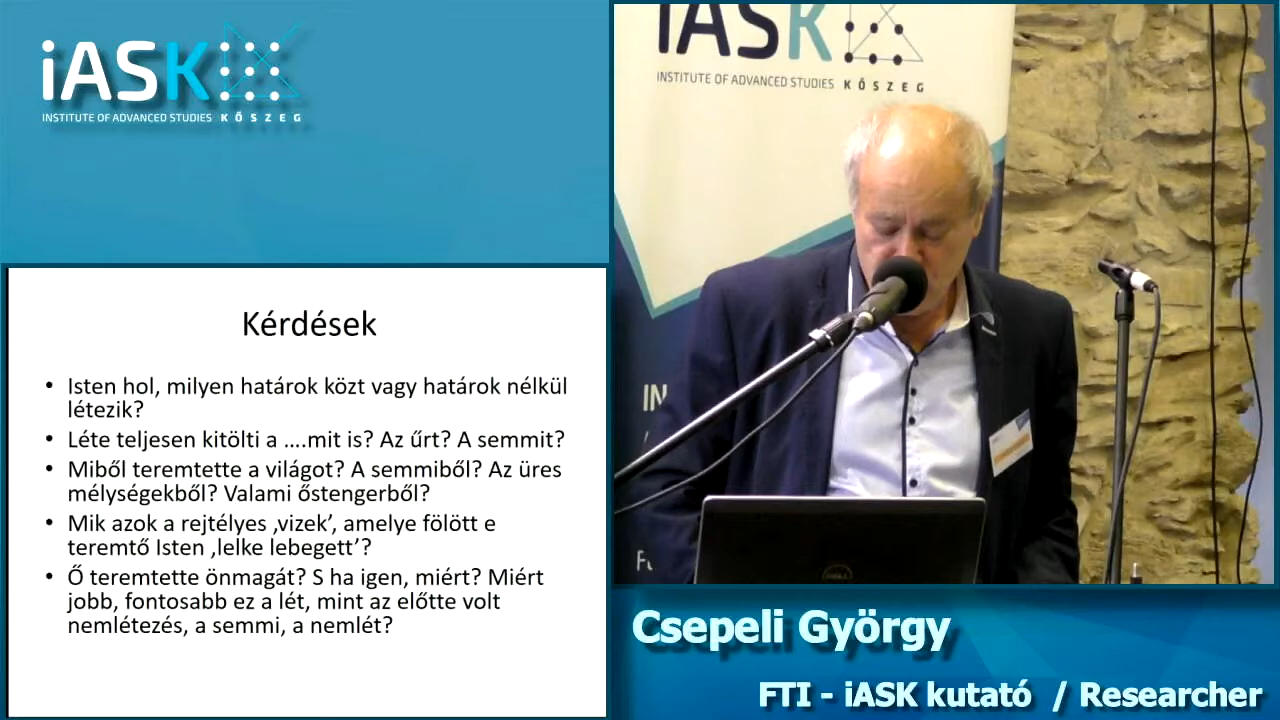 iASK
INSTITUTE OF ADVANCED STUDIES KŐSZEG
Kérdések
• Isten hol, milyen határok közt vagy határok nélkül
létezik?
• Léte teljesen kitölti a ….mit is? Az űrt? A semmit?
• Miből teremtette a világot? A semmiből? Az üres
mélységekből? Valami őstengerből?
• Mik azok a rejtélyes ‚vizek’, amelye fölött e
teremtő Isten ‚lelke lebegett’?
• Ő teremtette önmagát? S ha igen, miért? Miért
jobb, fontosabb ez a lét, mint az előtte volt
nemlétezés, a semmi, a nemlét?
iASK
INSTITUTE OF ADVANCED STUDIES KŐSZEG
IN
DELL
Csepeli György
FTI - iASK kutató / Researcher